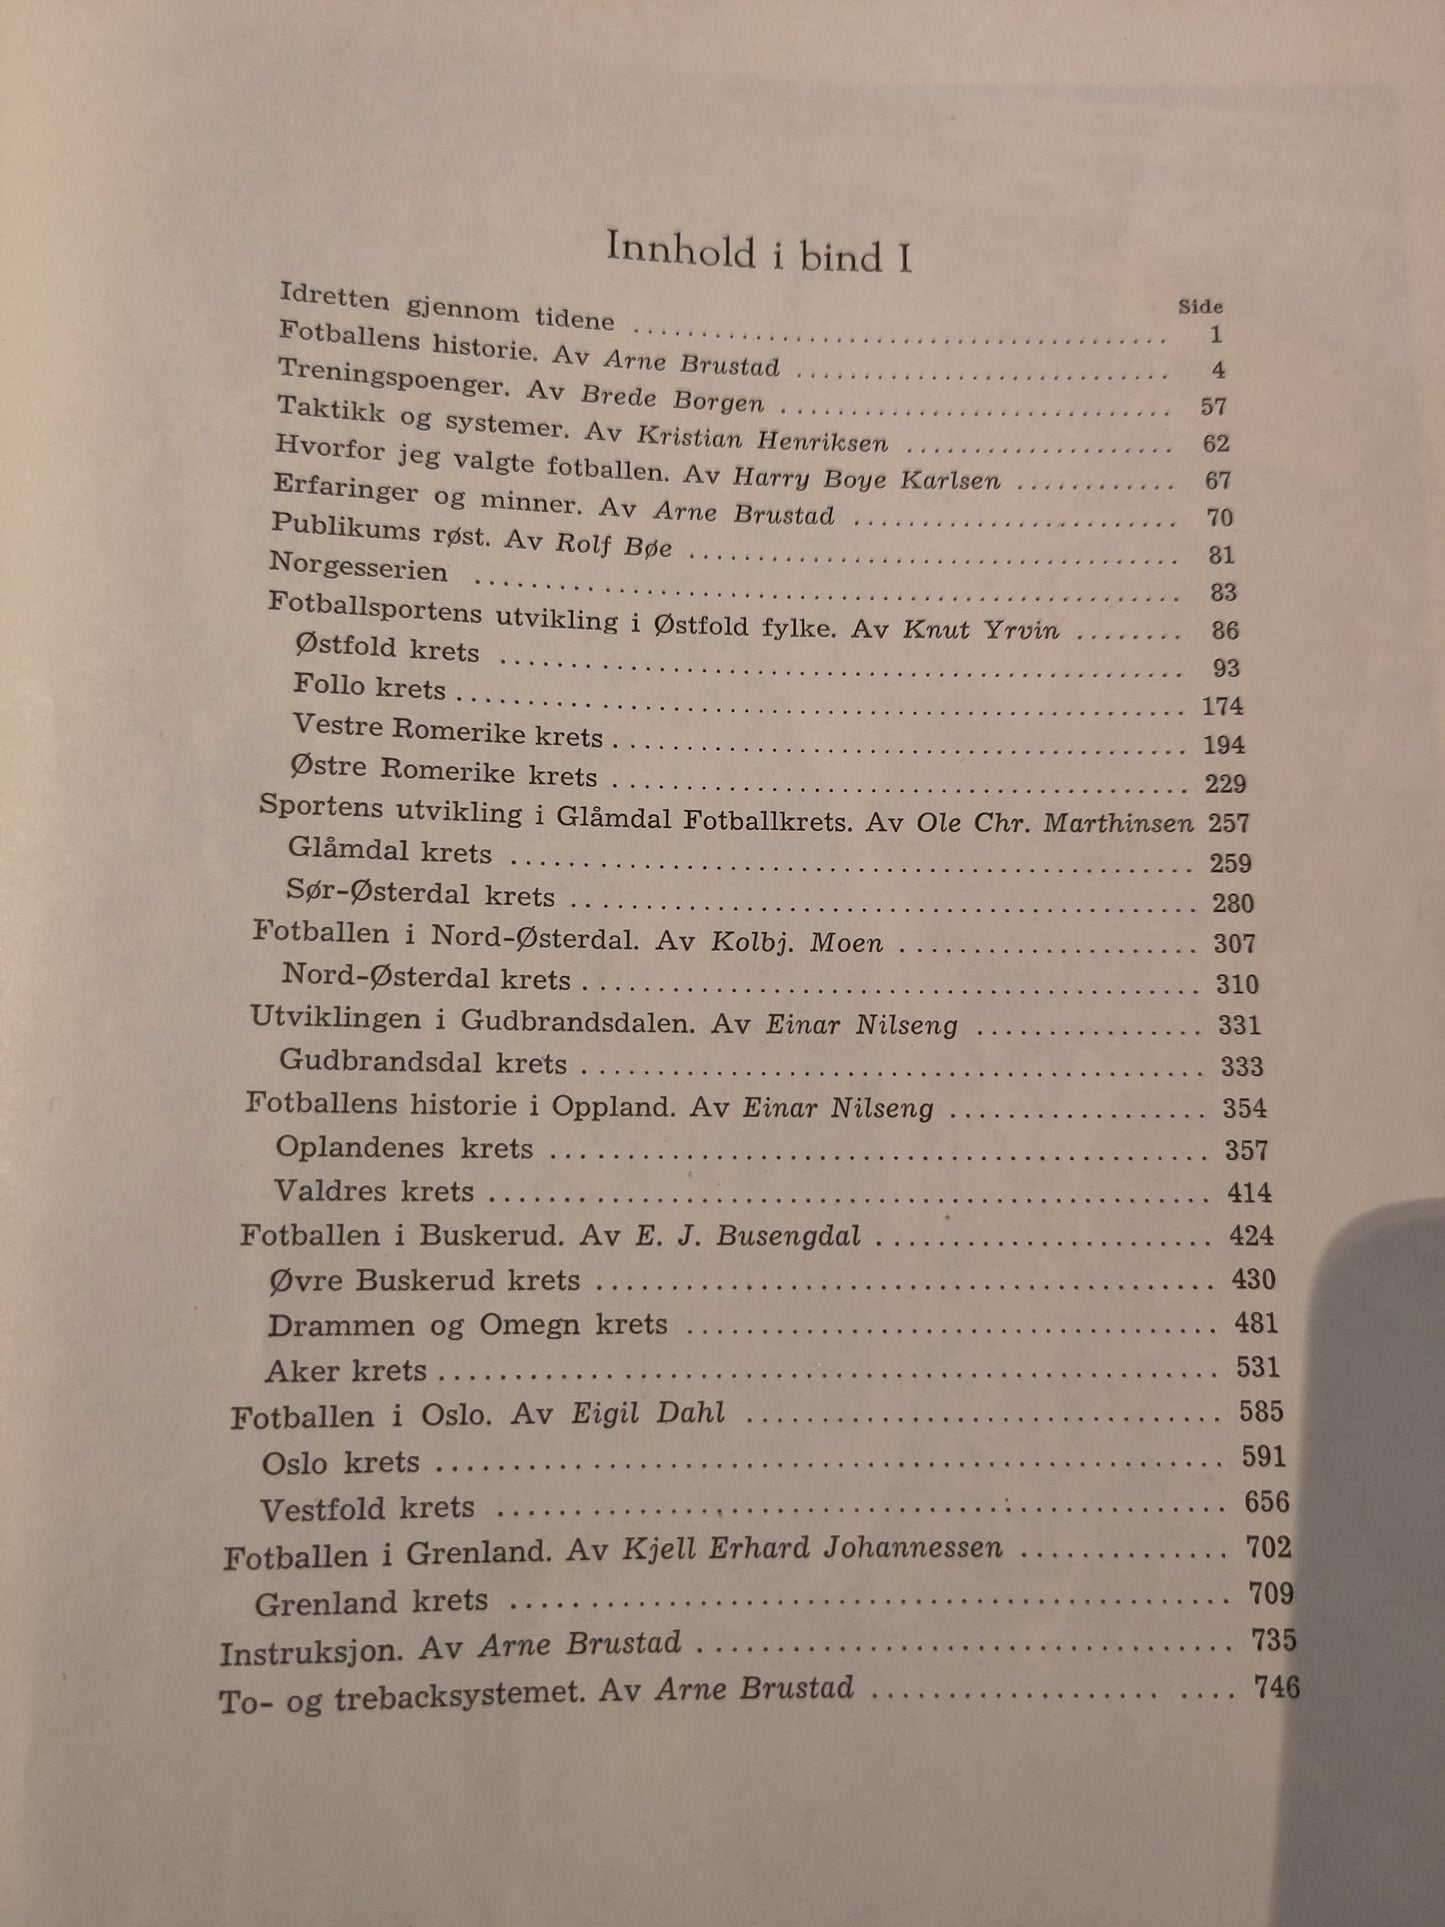 Innhold i bind I
Side
Idretten gjennom tidene ........................................ 1
Fotballens historie. Av Arne Brustad ............................ 4
Treningspoenger. Av Brede Borgen .............................. 57
Taktikk og systemer. Av Kristian Henriksen .................... 62
Hvorfor jeg valgte fotballen. Av Harry Boye Karlsen ............ 67
Erfaringer og minner. Av Arne Brustad ........................ 70
Publikums røst. Av Rolf Bøe .................................... 81
Norgesserien .................................................... 83
Fotballsportens utvikling i Østfold fylke. Av Knut Yrvin ........ 86
Østfold krets .................................................. 93
Follo krets .................................................... 174
Vestre Romerike krets .......................................... 194
Østre Romerike krets .......................................... 229
Sportens utvikling i Glåmdal Fotballkrets. Av Ole Chr. Marthinsen 257
Glåmdal krets .................................................. 259
Sør-Østerdal krets ............................................ 280
Fotballen i Nord-Østerdal. Av Kolbj. Moen .................... 307
Nord-Østerdal krets .......................................... 310
Utviklingen i Gudbrandsdalen. Av Einar Nilseng ................ 331
Gudbrandsdal krets .......................................... 333
Fotballens historie i Oppland. Av Einar Nilseng .................. 354
Oplandenes krets .............................................. 357
Valdres krets .................................................. 414
Fotballen i Buskerud. Av E. J. Busengdal ........................ 424
Øvre Buskerud krets .......................................... 430
Drammen og Omegn krets .................................... 481
Aker krets .................................................... 531
Fotballen i Oslo. Av Eigil Dahl ................................ 585
Oslo krets .................................................... 591
Vestfold krets ................................................ 656
Fotballen i Grenland. Av Kjell Erhard Johannessen .............. 702
Grenland krets ................................................ 709
Instruksjon. Av Arne Brustad .................................... 735
To- og trebacksystemet. Av Arne Brustad ................... .... 746